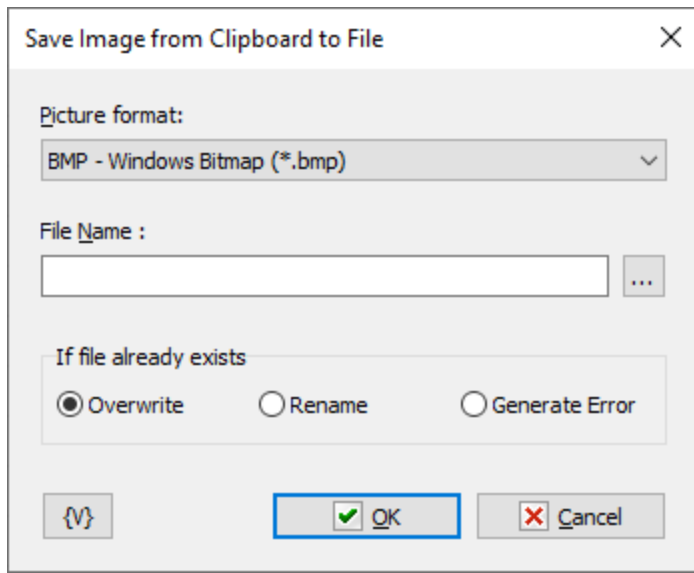 Save Image from Clipboard to File
Picture format:
BMP - Windows Bitmap (*.bmp)
File Name :
...
If file already exists
Overwrite Rename Generate Error
{V} OK Cancel